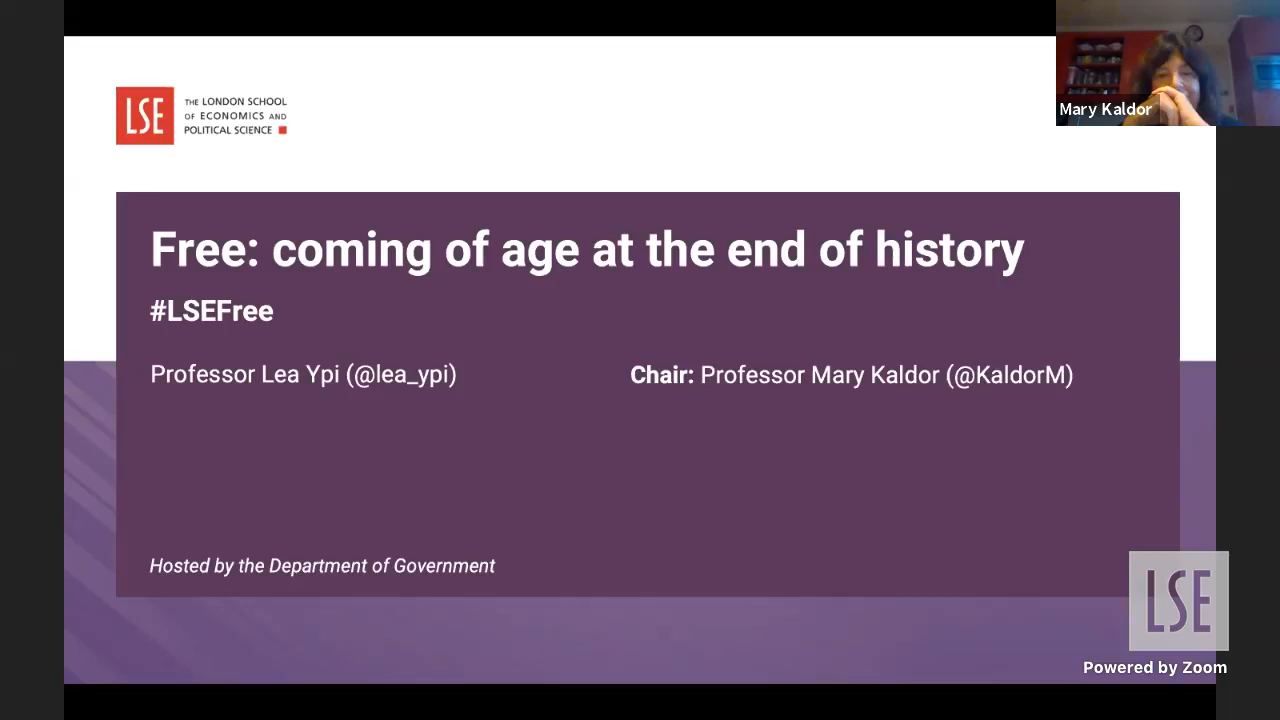 LSE
THE LONDON SCHOOL
OF ECONOMICS AND
POLITICAL SCIENCE
Mary Kaldor
Free: coming of age at the end of history
#LSEFree
Professor Lea Ypi (@lea_ypi)
Chair: Professor Mary Kaldor (@KaldorM)
Hosted by the Department of Government
LSE
Powered by Zoom